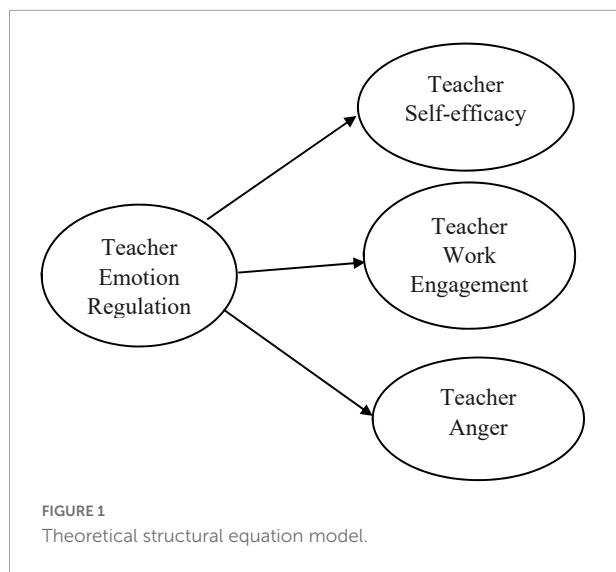 Teacher
Self-efficacy
Teacher
Emotion
Regulation
Teacher
Work
Engagement
Teacher
Anger
FIGURE 1
Theoretical structural equation model.